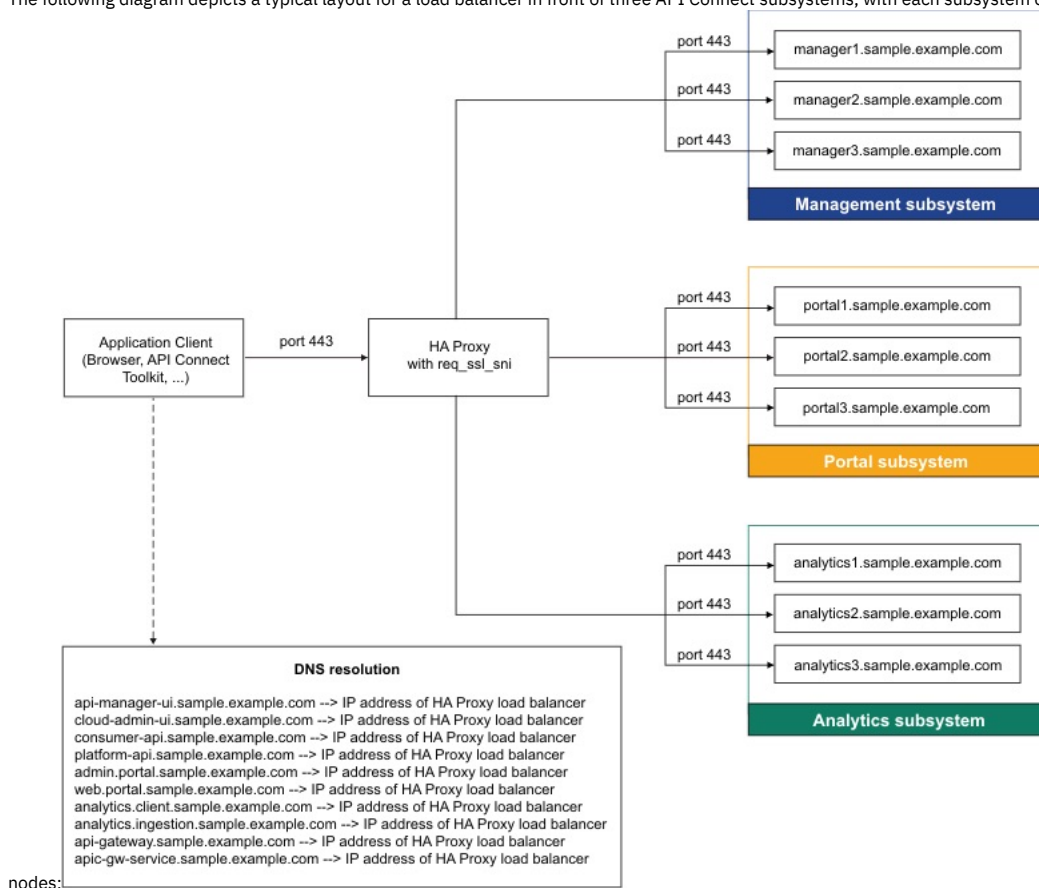 The following diagram depicts a typical layout for a load balancer in front of three API Connect subsystems, with each subsystem
port 443
manager1.sample.example.com
port 443
manager2.sample.example.com
port 443
manager3.sample.example.com
Management subsystem
port 443
portal1.sample.example.com
Application Client
(Browser, API Connect
Toolkit, ...)
port 443
HA Proxy
with req_ssl_sni
port 443
portal2.sample.example.com
port 443
portal3.sample.example.com
Portal subsystem
port 443
analytics1.sample.example.com
port 443
analytics2.sample.example.com
port 443
analytics3.sample.example.com
Analytics subsystem
DNS resolution
api-manager-ui.sample.example.com --> IP address of HA Proxy load balancer
cloud-admin-ui.sample.example.com --> IP address of HA Proxy load balancer
consumer-api.sample.example.com --> IP address of HA Proxy load balancer
platform-api.sample.example.com --> IP address of HA Proxy load balancer
admin.portal.sample.example.com --> IP address of HA Proxy load balancer
web.portal.sample.example.com --> IP address of HA Proxy load balancer
analytics.client.sample.example.com --> IP address of HA Proxy load balancer
analytics.ingestion.sample.example.com --> IP address of HA Proxy load balancer
api-gateway.sample.example.com --> IP address of HA Proxy load balancer
apic-gw-service.sample.example.com --> IP address of HA Proxy load balancer
nodes: